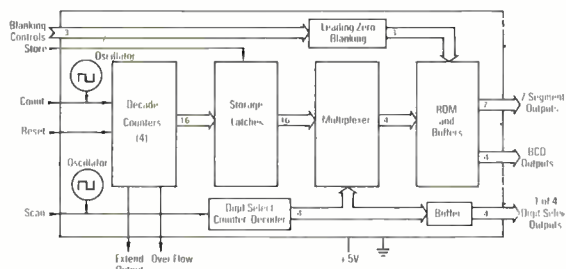 Blanking
Controls
3
Leading Zero
Blanking
3
Store
Oscillator
Count
Reset
Decade
Counters
(4)
16
Storage
Latches
16
Multiplexer
4
ROM
and
Buffers
7
7 Segment
Outputs
4
BCD
Outputs
Oscillator
Scan
Digit Select
Counter Decoder
4
Buffer
4
1 of 4
Digit Select
Outputs
Extend
Output
Over Flow
+5V